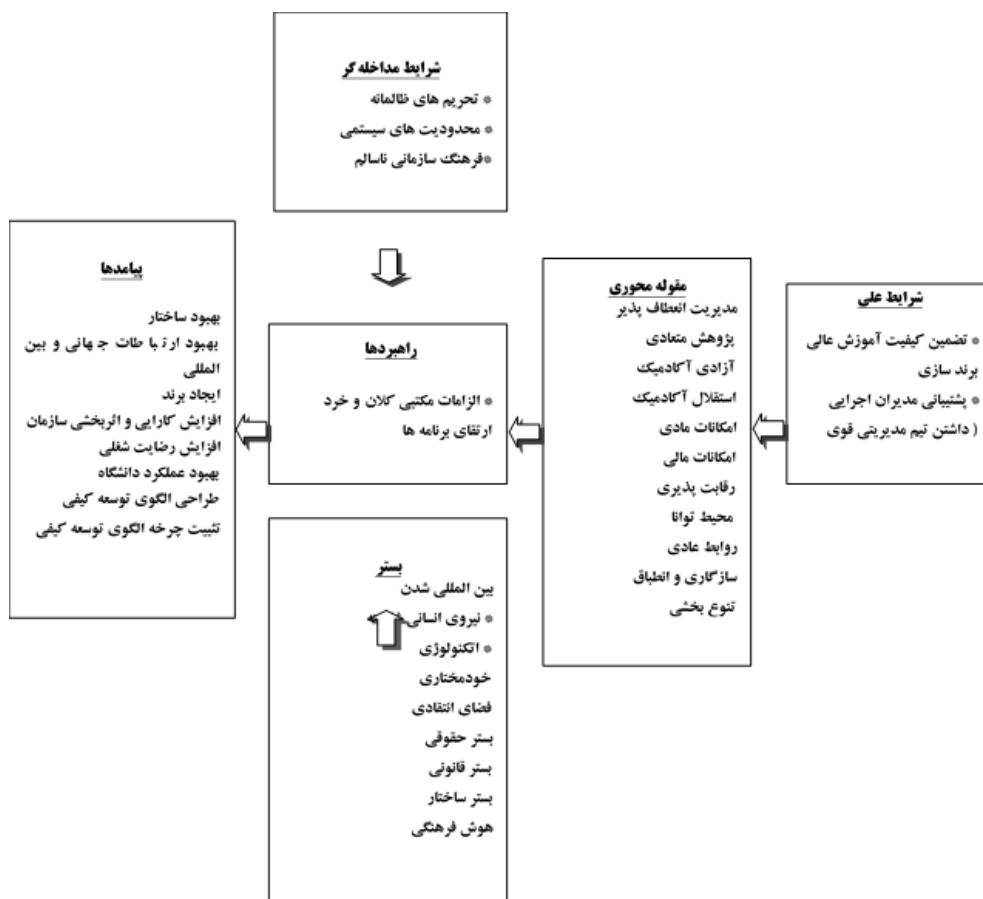 شرایط مداخله گر
* تحریم های ظالمانه
* محدودیت های سیستمی
*فرهنگ سازمانی ناسالم
شرایط علی
* تضمین کیفیت آموزش عالی
برند سازی
* پشتیبانی مدیران اجرایی
( داشتن تیم مدیریتی قوی
مقوله محوری
مدیریت انعطاف پذیر
پژوهش متعادی
آزادی آکادمیک
استقلال آکادمیک
امکانات مادی
امکانات مالی
رقابت پذیری
محیط توانا
روابط عادی
سازگاری و انطباق
تنوع بخشی
راهبردها
* الزامات مکتبی کلان و خرد
ارتقای برنامه ها
بستر
بین المللی شدن
* نیروی انسانی
* اتکنولوژی
خودمختاری
فضای انتقادی
بستر حقوقی
بستر قانونی
بستر ساختار
هوش فرهنگی
پیامدها
بهبود ساختار
بهبود ارتباطات جهانی و بین
المللی
ایجاد برند
افزایش کارایی و اثربخشی سازمان
افزایش رضایت شغلی
بهبود عملکرد دانشگاه
طراحی الگوی توسعه کیفی
تثبیت چرخه الگوی توسعه کیفی